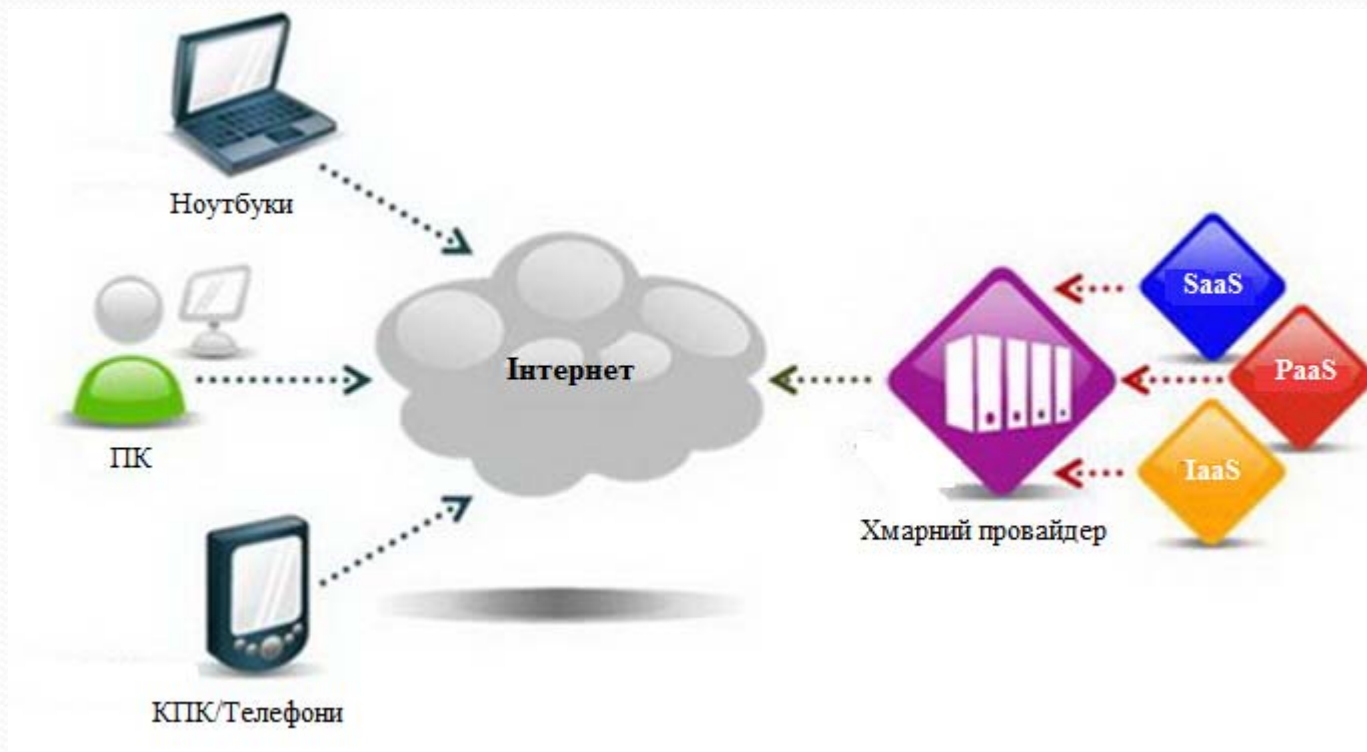 Ноутбуки
ПК
КПК/Телефони
Інтернет
Хмарний провайдер
SaaS
PaaS
IaaS